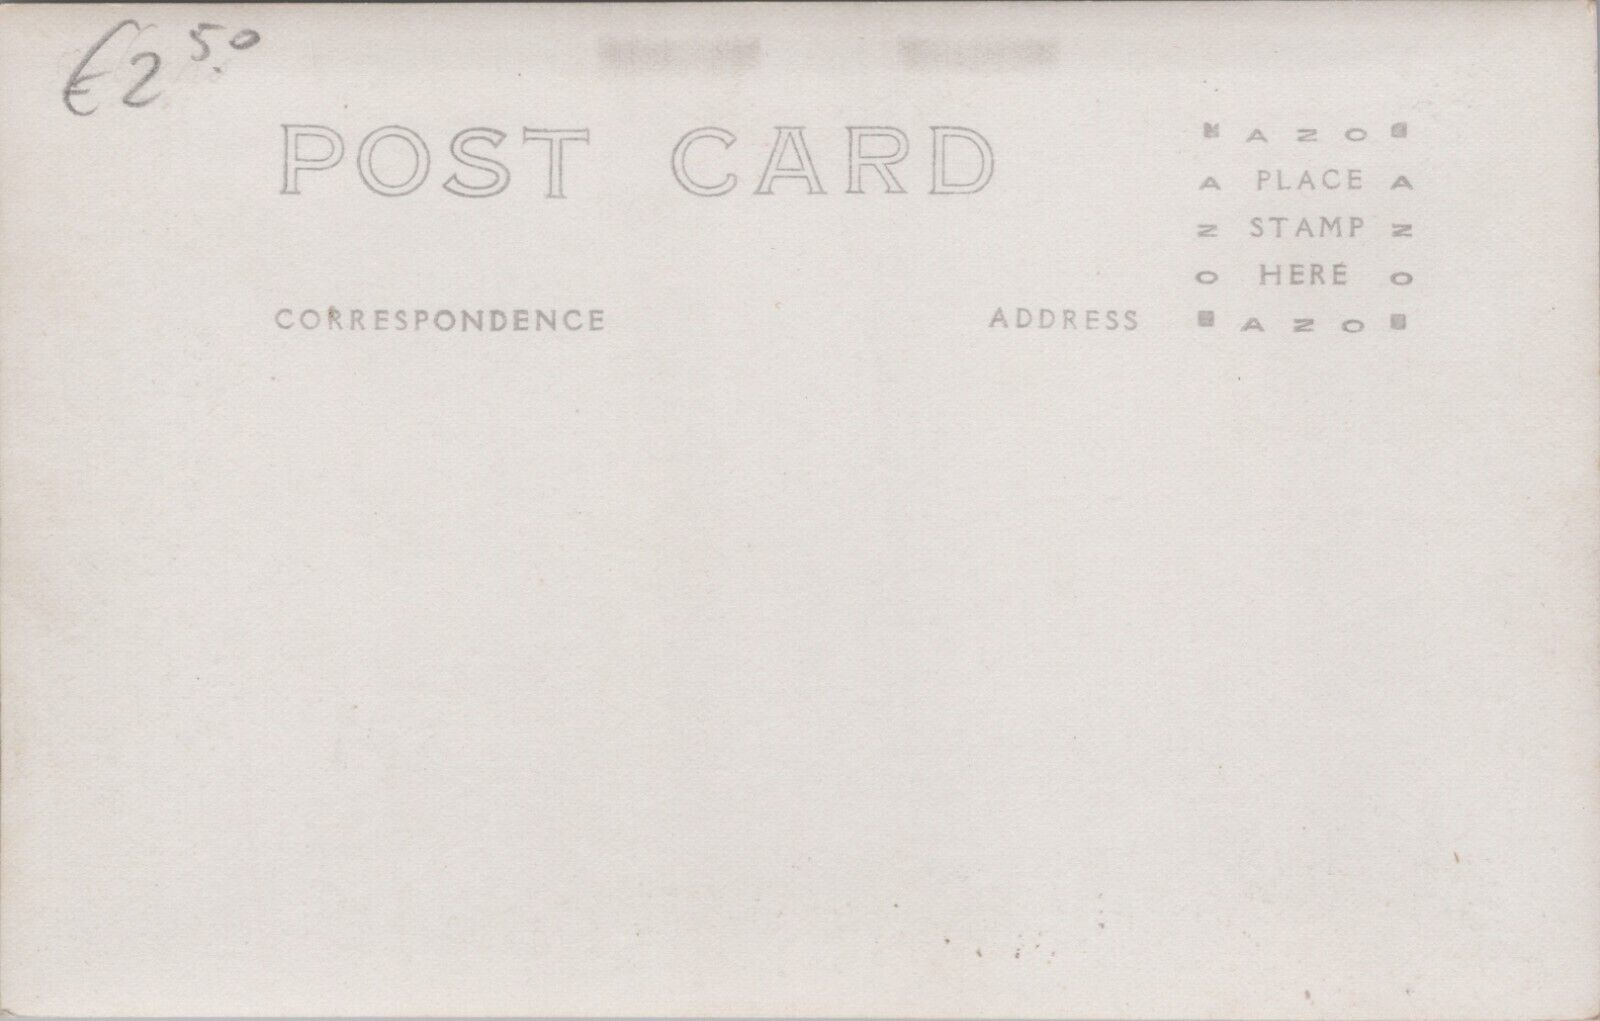 €2.50
POST CARD
AZO
A PLACE A
N STAMP N
O HERE O
CORRESPONDENCE ADDRESS
AZO